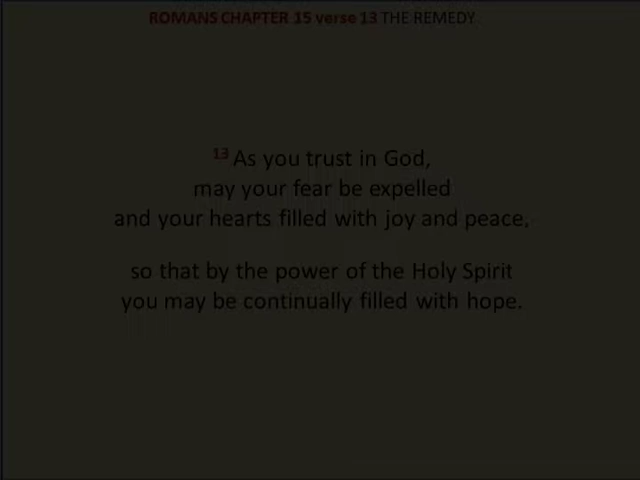 ROMANS CHAPTER 15 verse 13 THE REMEDY
13 As you trust in God,
may your fear be expelled
and your hearts filled with joy and peace,
so that by the power of the Holy Spirit
you may be continually filled with hope.